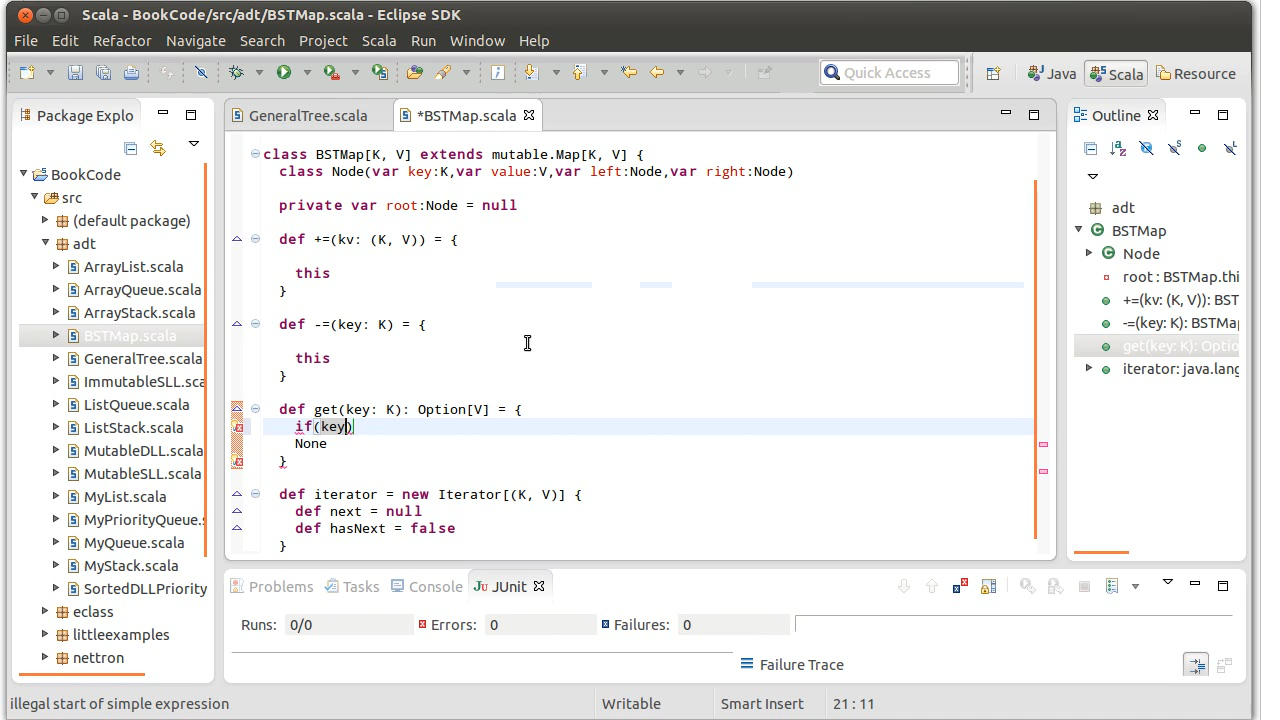 Scala - BookCode/src/adt/BSTMap.scala - Eclipse SDK
File Edit Refactor Navigate Search Project Scala Run Window Help
Quick Access
Java
Scala
Resource
Package Explo
BookCode
src
(default package)
adt
ArrayList.scala
ArrayQueue.scala
ArrayStack.scala
BSTMap.scala
GeneralTree.scala
ImmutableSLL.sca
ListQueue.scala
ListStack.scala
MutableDLL.scala
MutableSLL.scala
MyList.scala
MyPriorityQueue.s
MyQueue.scala
MyStack.scala
SortedDLLPriority
eclass
littleexamples
nettron
GeneralTree.scala
*BSTMap.scala
class BSTMap[K, V] extends mutable.Map[K, V] {
class Node(var key:K,var value:V,var left:Node,var right:Node)
private var root:Node = null
def +=(kv: (K, V)) = {
this
}
def -=(key: K) = {
this
}
def get(key: K): Option[V] = {
if(key)
None
}
def iterator = new Iterator[(K, V)] {
def next = null
def hasNext = false
}
Outline
adt
BSTMap
Node
root : BSTMap.thi
+=(kv: (K, V)): BST
-=(key: K): BSTMa
get(key: K): Optio
iterator: java.lang
Problems
Tasks
Console
JUnit
Runs: 0/0
Errors: 0
Failures: 0
Failure Trace
illegal start of simple expression
Writable
Smart Insert
21 : 11